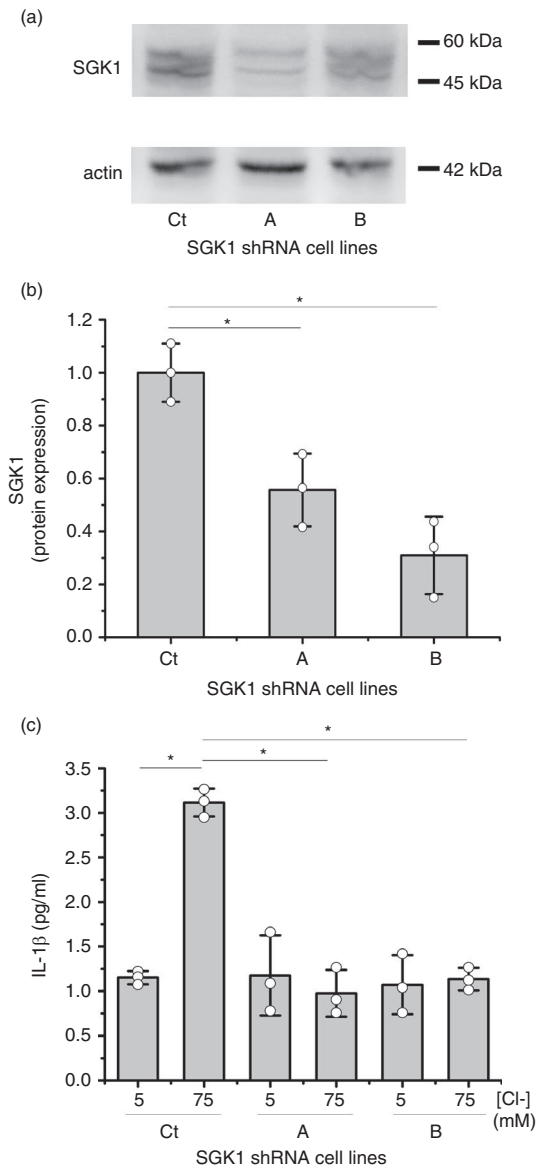 (a)
SGK1
60 kDa
45 kDa
actin
42 kDa
Ct A B
SGK1 shRNA cell lines
(b)
* 
*
1.2
1.0
0.8
0.6
0.4
0.2
0.0
SGK1
(protein expression)
Ct A B
SGK1 shRNA cell lines
(c)
*
* *
3.5
3.0
2.5
2.0
1.5
1.0
0.5
0.0
IL-1β (pg/ml)
5 75 5 75 5 75 [Cl-]
(mM)
Ct A B
SGK1 shRNA cell lines